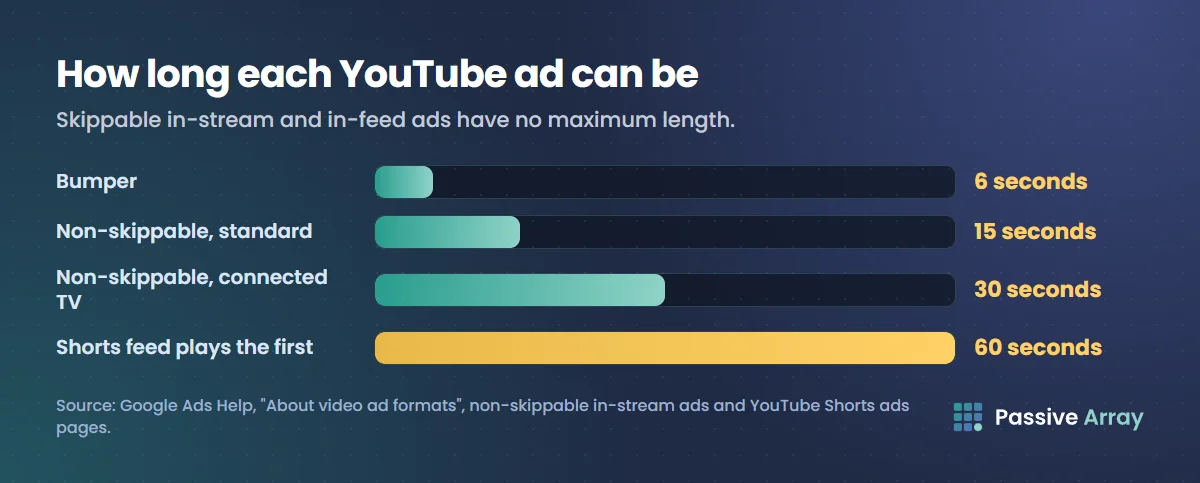 How long each YouTube ad can be
Skippable in-stream and in-feed ads have no maximum length.
Bumper
6 seconds
Non-skippable, standard
15 seconds
Non-skippable, connected
TV
30 seconds
Shorts feed plays the first
60 seconds
Source: Google Ads Help, "About video ad formats", non-skippable in-stream ads and YouTube Shorts ads
pages.
Passive Array